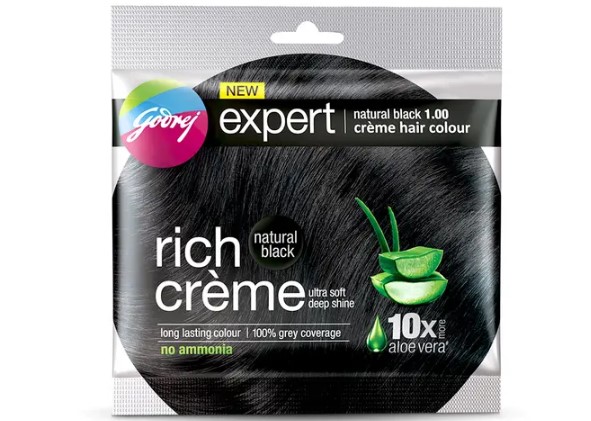 Godrej
NEW
expert
natural black 1.00
crème hair colour
rich
crème
natural
black
ultra soft
deep shine
long lasting colour | 100% grey coverage
no ammonia
10x more
aloe vera*